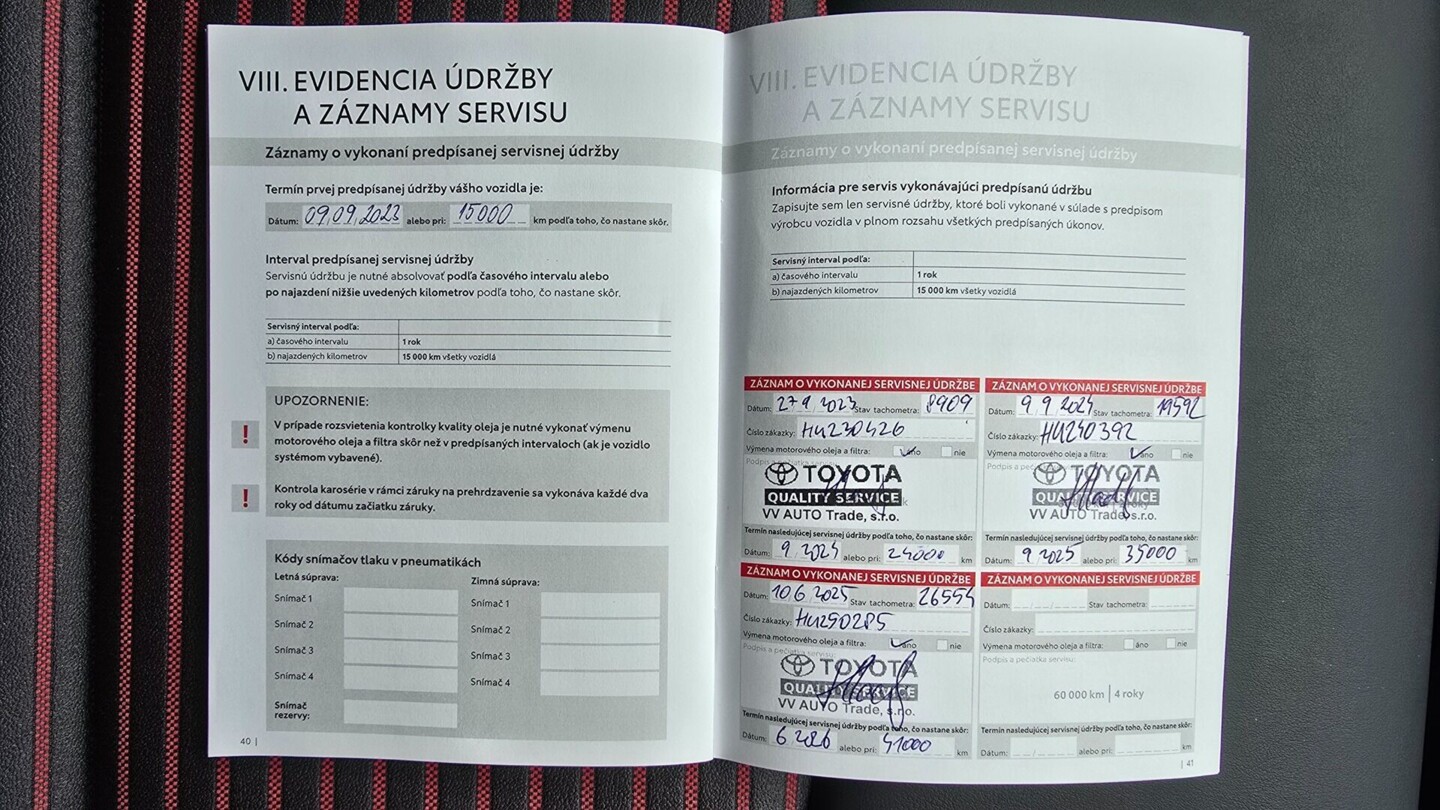 VIII. EVIDENCIA ÚDRŽBY
A ZÁZNAMY SERVISU
Záznamy o vykonaní predpísanej servisnej údržby
Termín prvej predpísanej údržby vášho vozidla je:
Dátum: 09.09.2023 alebo pri: 15000 km podľa toho, čo nastane skôr.
Interval predpísanej servisnej údržby
Servisnú údržbu je nutné absolvovať podľa časového intervalu alebo
po najazdení nižšie uvedených kilometrov podľa toho, čo nastane skôr.
Servisný interval podľa:
a) časového intervalu 1 rok
b) najazdených kilometrov 15 000 km všetky vozidlá
UPOZORNENIE:
! V prípade rozsvietenia kontrolky kvality oleja je nutné vykonať výmenu
motorového oleja a filtra skôr než v predpísaných intervaloch (ak je vozidlo
systémom vybavené).
! Kontrola karosérie v rámci záruky na prehrdzavenie sa vykonáva každé dva
roky od dátumu začiatku záruky.
Kódy snímačov tlaku v pneumatikách
Letná súprava: Zimná súprava:
Snímač 1 Snímač 1
Snímač 2 Snímač 2
Snímač 3 Snímač 3
Snímač 4 Snímač 4
Snímač
rezervy:
40 |
VIII. EVIDENCIA ÚDRŽBY
A ZÁZNAMY SERVISU
Záznamy o vykonaní predpísanej servisnej údržby
Informácia pre servis vykonávajúci predpísanú údržbu
Zapisujte sem len servisné údržby, ktoré boli vykonané v súlade s predpisom
výrobcu vozidla v plnom rozsahu všetkých predpísaných úkonov.
Servisný interval podľa:
a) časového intervalu 1 rok
b) najazdených kilometrov 15 000 km všetky vozidlá
ZÁZNAM O VYKONANEJ SERVISNEJ ÚDRŽBE
Dátum: 2023 Stav tachometra: 8909
Číslo zákazky: HU230426
Výmena motorového oleja a filtra: áno nie
Podpis a pečiatka servisu:
TOYOTA
QUALITY SERVICE
VV AUTO Trade, s.r.o.
Termín nasledujúcej servisnej údržby podľa toho, čo nastane skôr:
Dátum: 9 2024 alebo pri: 24000 km
ZÁZNAM O VYKONANEJ SERVISNEJ ÚDRŽBE
Dátum: 9 9 2024 Stav tachometra: 19592
Číslo zákazky: HU240392
Výmena motorového oleja a filtra: áno nie
Podpis a
TOYOTA
QUALITY SERVICE
VV AUTO Trade, s.r.o.
Termín nasledujúcej servisnej údržby podľa toho, čo nastane skôr:
Dátum: 9 2025 alebo pri: 35000 km
ZÁZNAM O VYKONANEJ SERVISNEJ ÚDRŽBE
Dátum: 10 6 2025 Stav tachometra: 26554
Číslo zákazky: HU250285
Výmena motorového oleja a filtra: áno nie
Podpis a pečiatka servisu:
TOYOTA
QUALITY SERVICE
VV AUTO Trade, s.r.o.
Termín nasledujúcej servisnej údržby podľa toho, čo nastane skôr:
Dátum: 6 2026 alebo pri: 41000 km
ZÁZNAM O VYKONANEJ SERVISNEJ ÚDRŽBE
Dátum: Stav tachometra:
Číslo zákazky:
Výmena motorového oleja a filtra: áno nie
Podpis a pečiatka servisu:
60 000 km | 4 roky
Termín nasledujúcej servisnej údržby podľa toho, čo nastane skôr:
Dátum: alebo pri: km
| 41